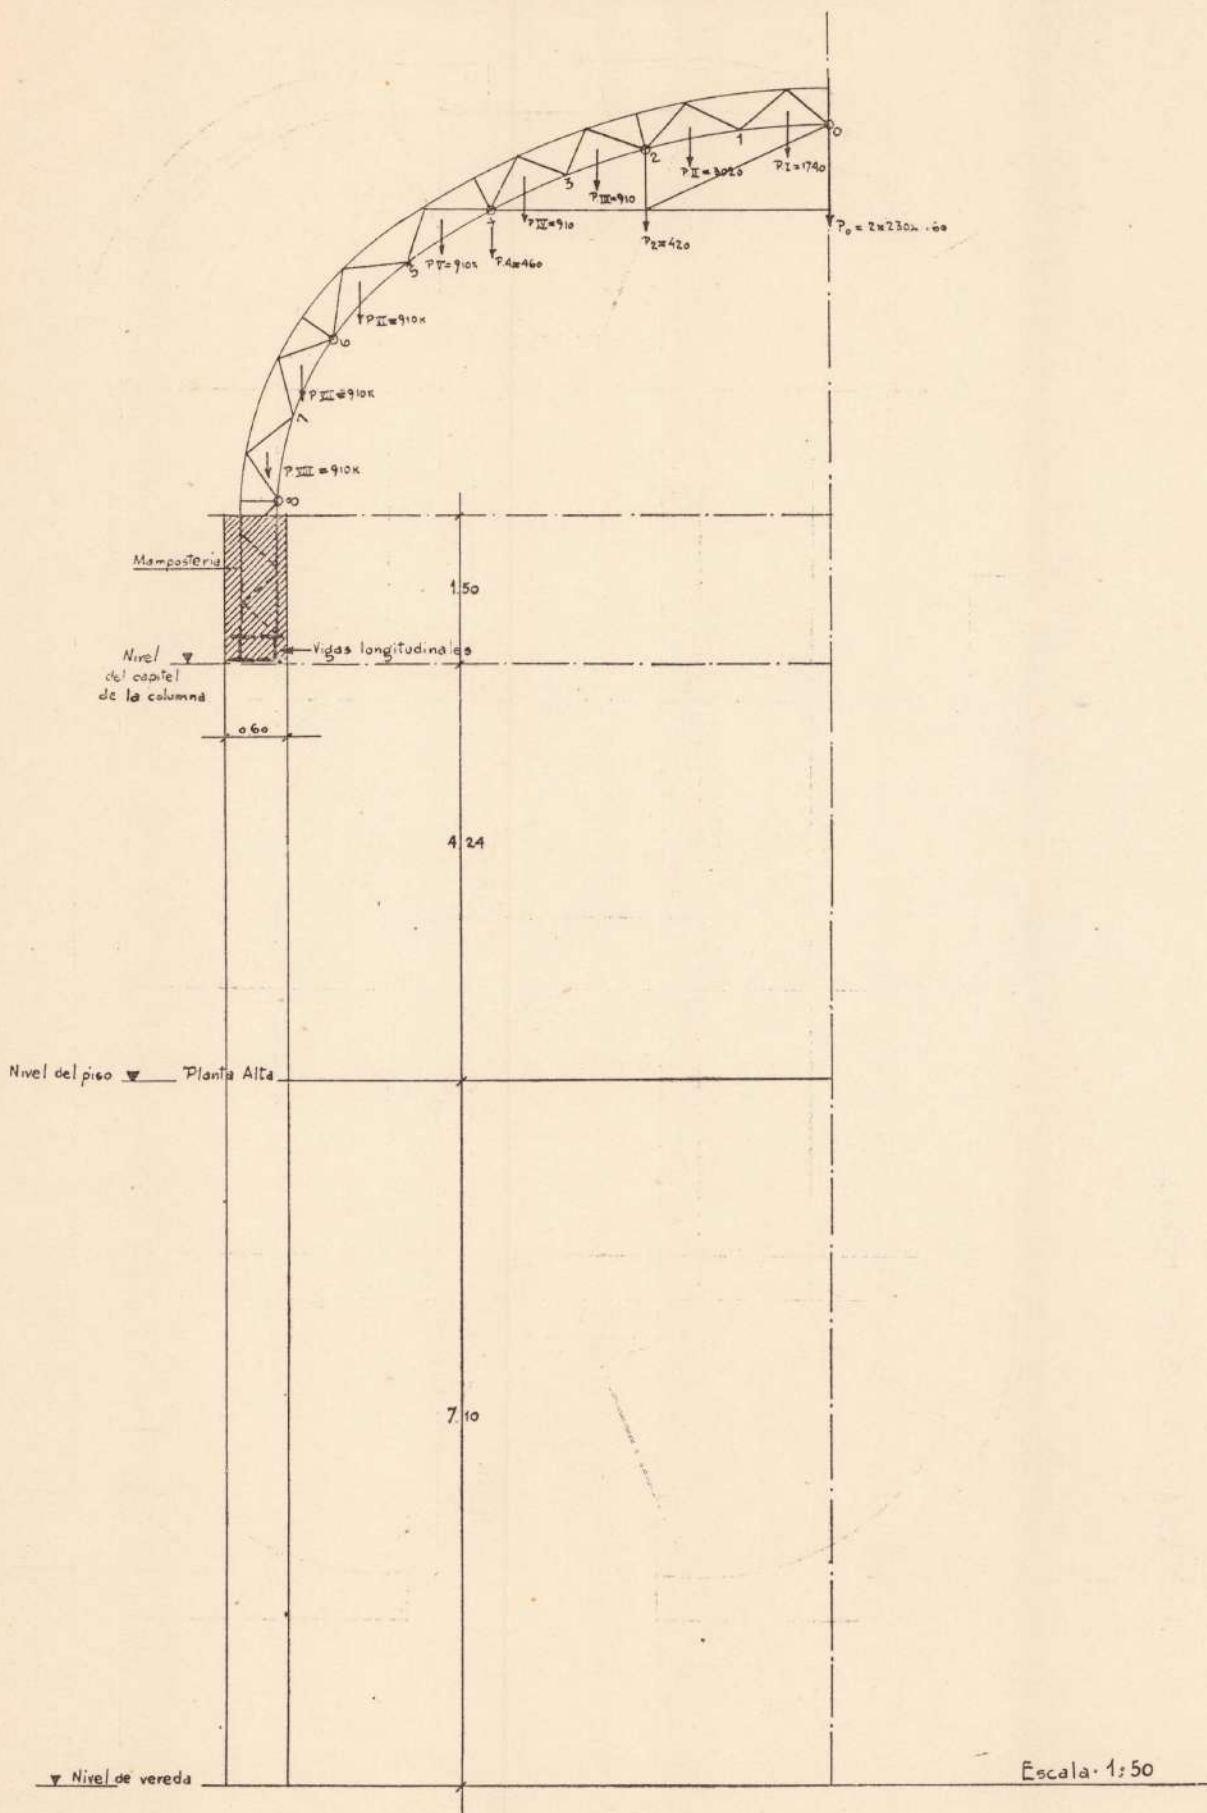 0
1
P.I=1740
2
P.II=3020
3
P.III=910
P₀=2x230x.60
4
P.IV=910
P₂=420
5
P.V=910K
P.4=460
P.VI=910K
6
P.VII=910K
7
P.VIII=910K
8
Mamposteria
1.50
Vigas longitudinales
Nivel
del capitel
de la columna
0.60
4.24
Nivel del piso Planta Alta
7.10
Nivel de vereda
Escala· 1:50